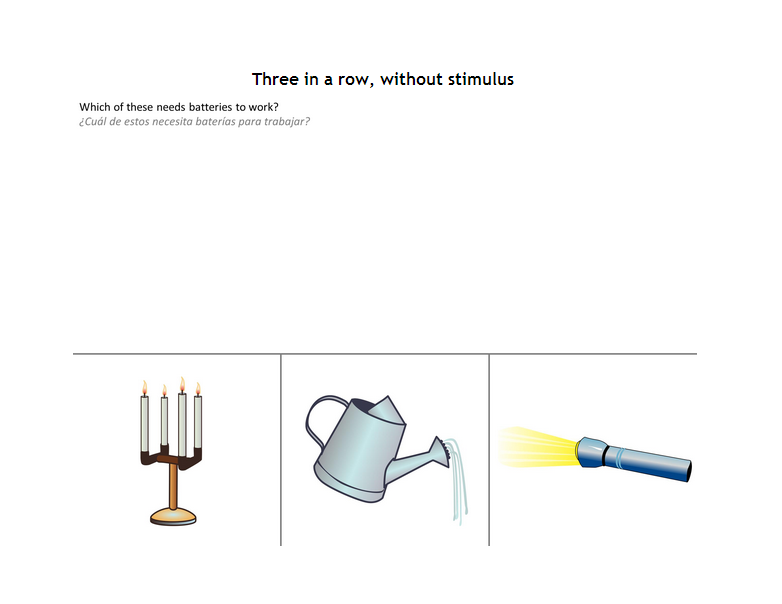 Three in a row, without stimulus
Which of these needs batteries to work?
¿Cuál de estos necesita baterías para trabajar?